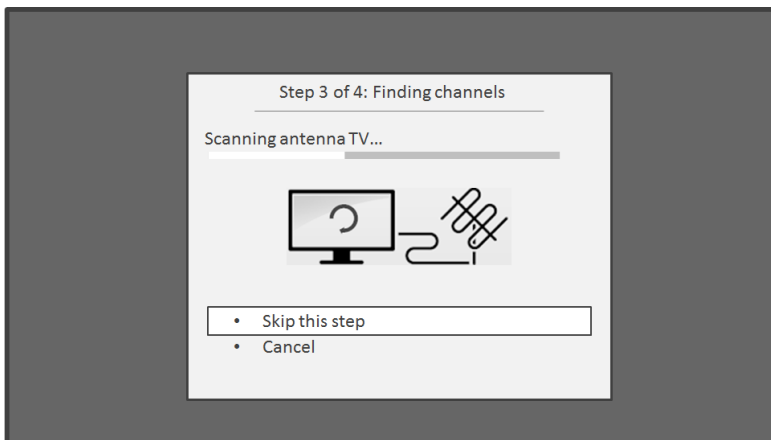 Step 3 of 4: Finding channels
Scanning antenna TV...
• Skip this step
• Cancel